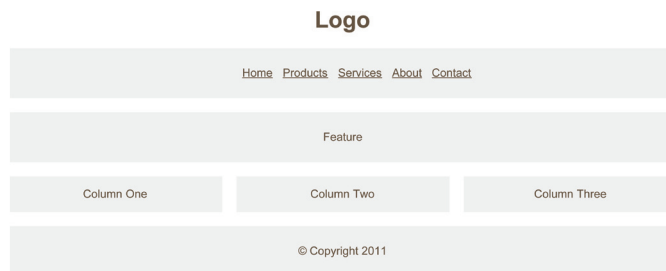 Logo
Home Products Services About Contact
Feature
Column One Column Two Column Three
© Copyright 2011